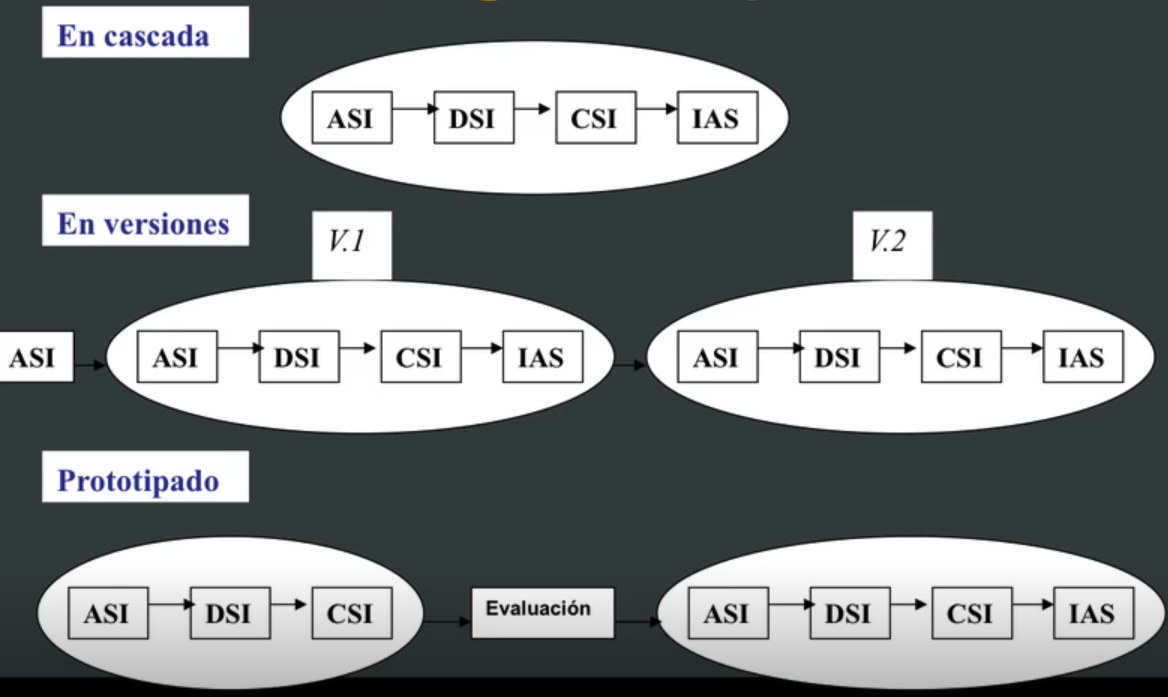 En cascada
ASI DSI CSI IAS
En versiones
V.1 V.2
ASI ASI DSI CSI IAS ASI DSI CSI IAS
Prototipado
ASI DSI CSI Evaluación ASI DSI CSI IAS